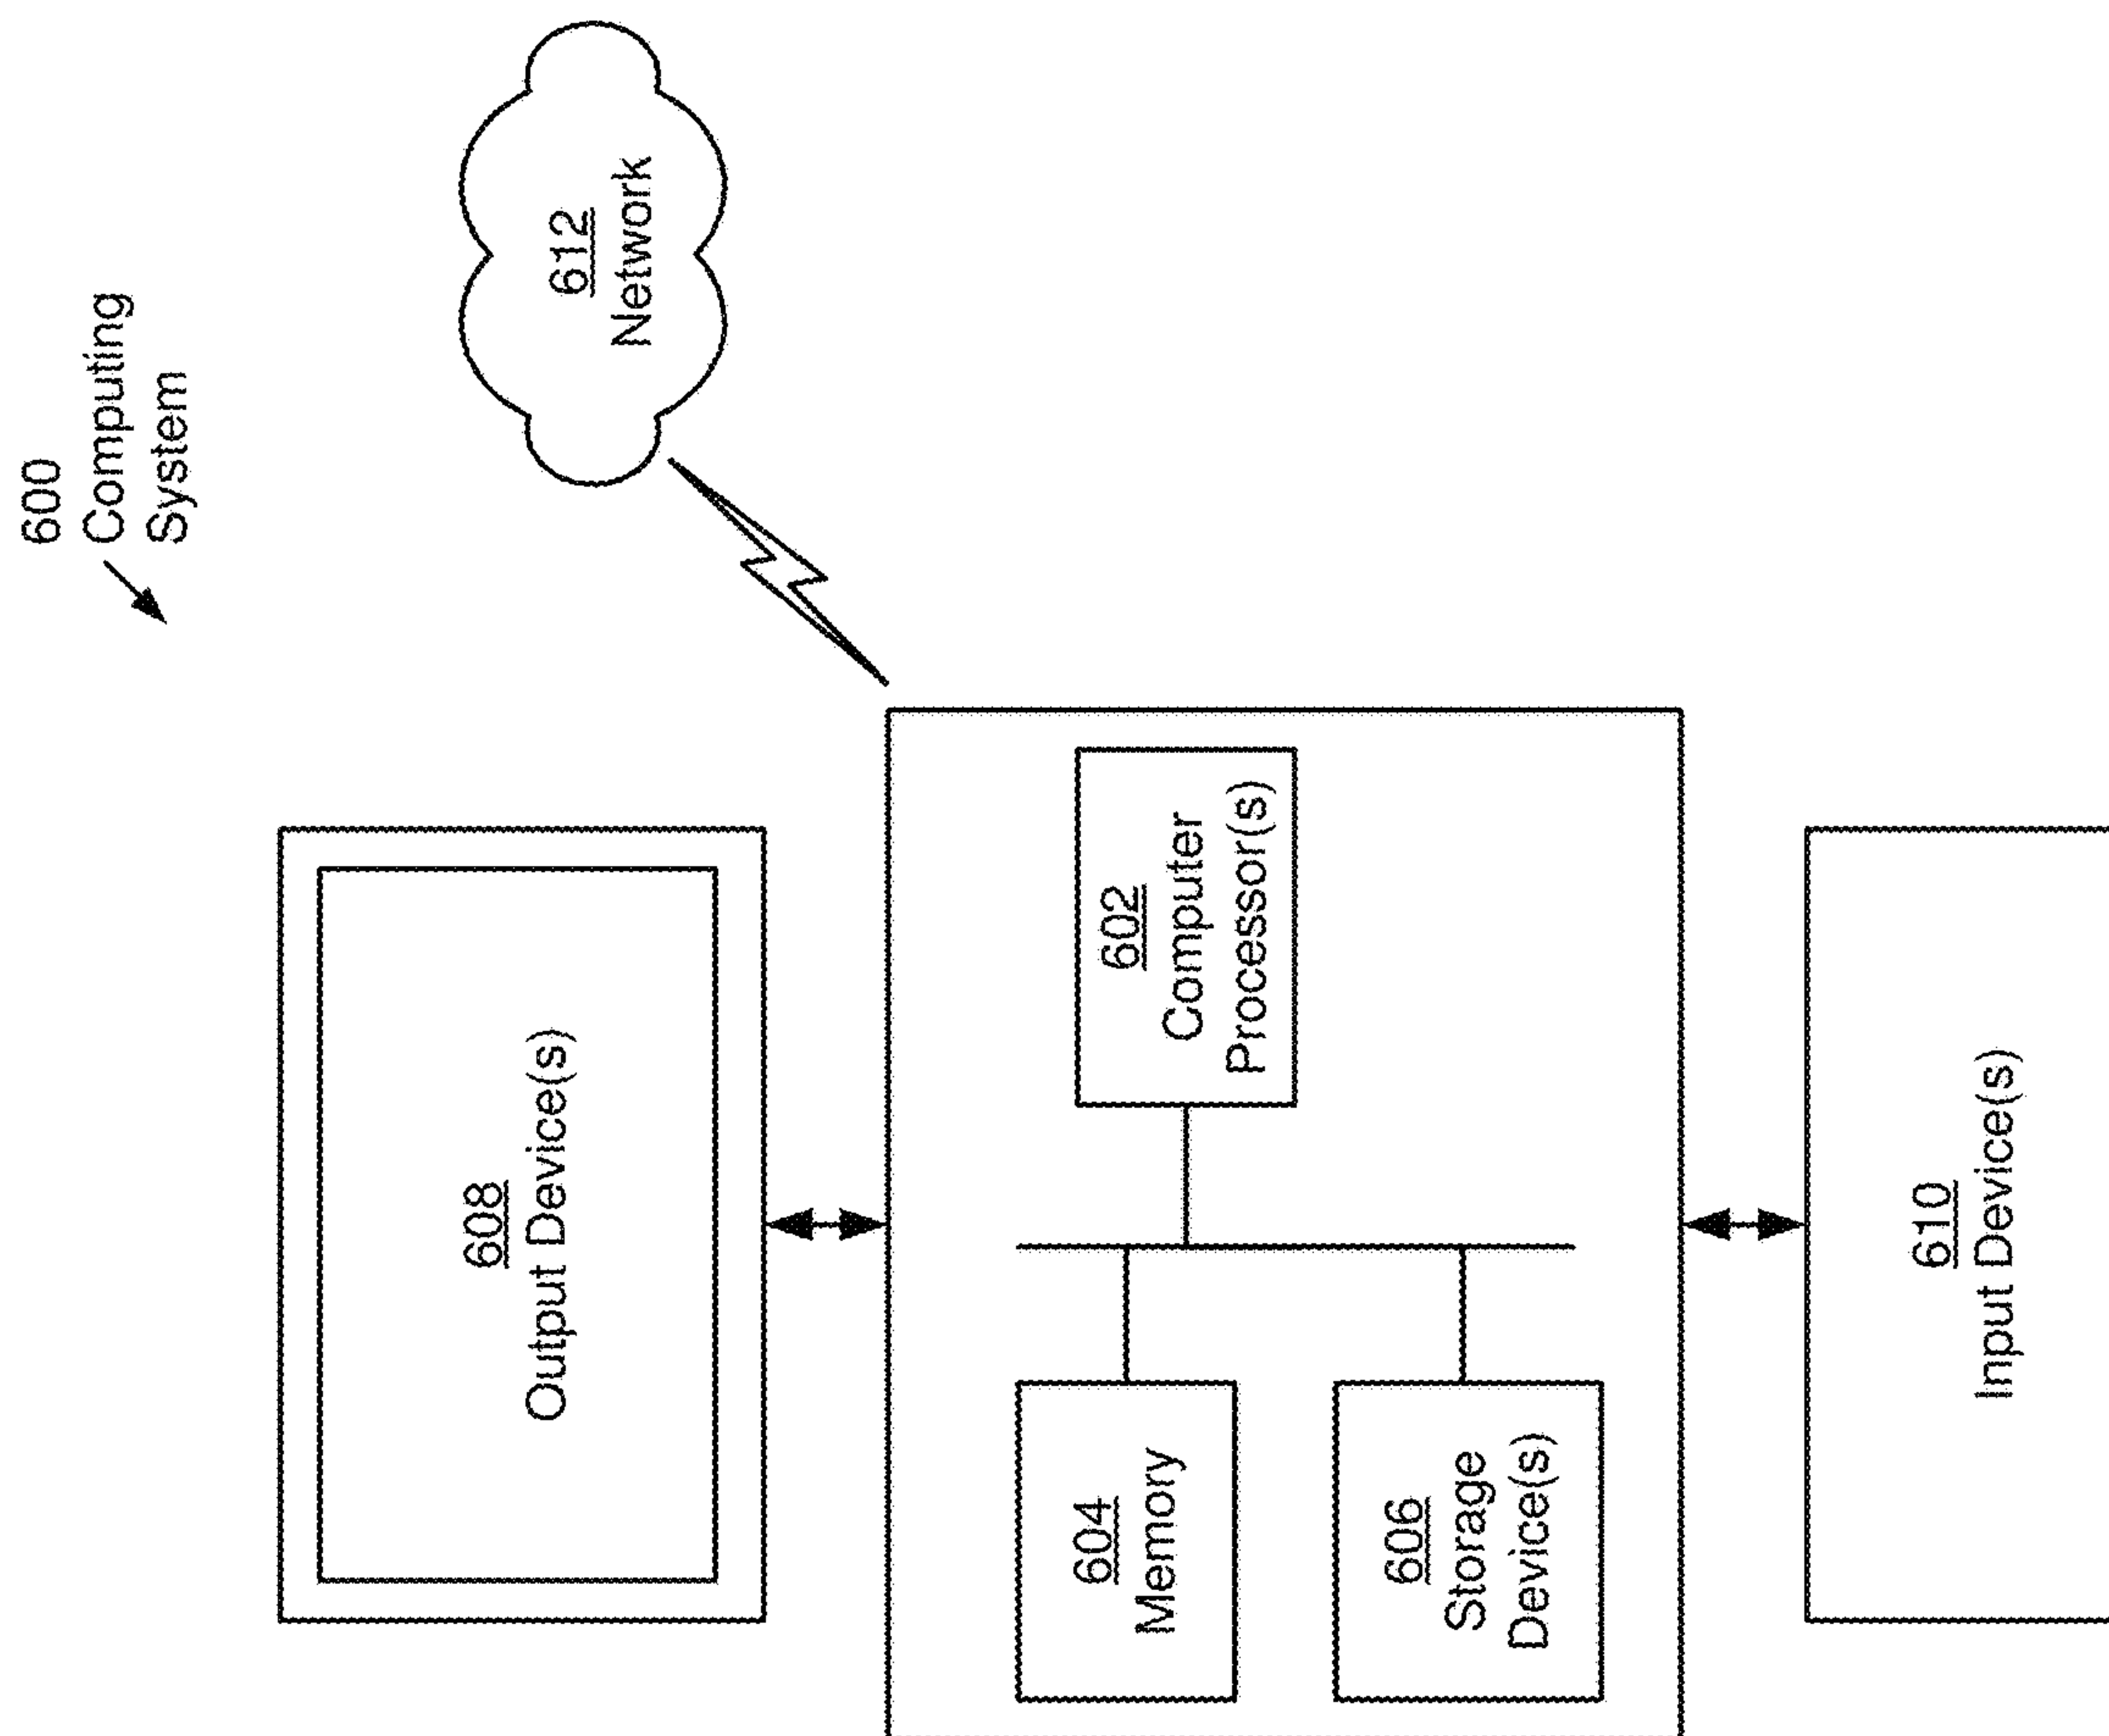 600
Computing
System
612
Network
608
Output Device(s)
602
Computer
Processor(s)
604
Memory
606
Storage
Device(s)
610
Input Device(s)